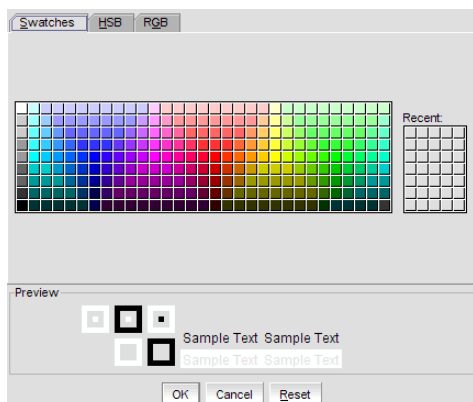 Swatches HSB RGB
Recent:
Preview
Sample Text Sample Text
Sample Text Sample Text
OK Cancel Reset